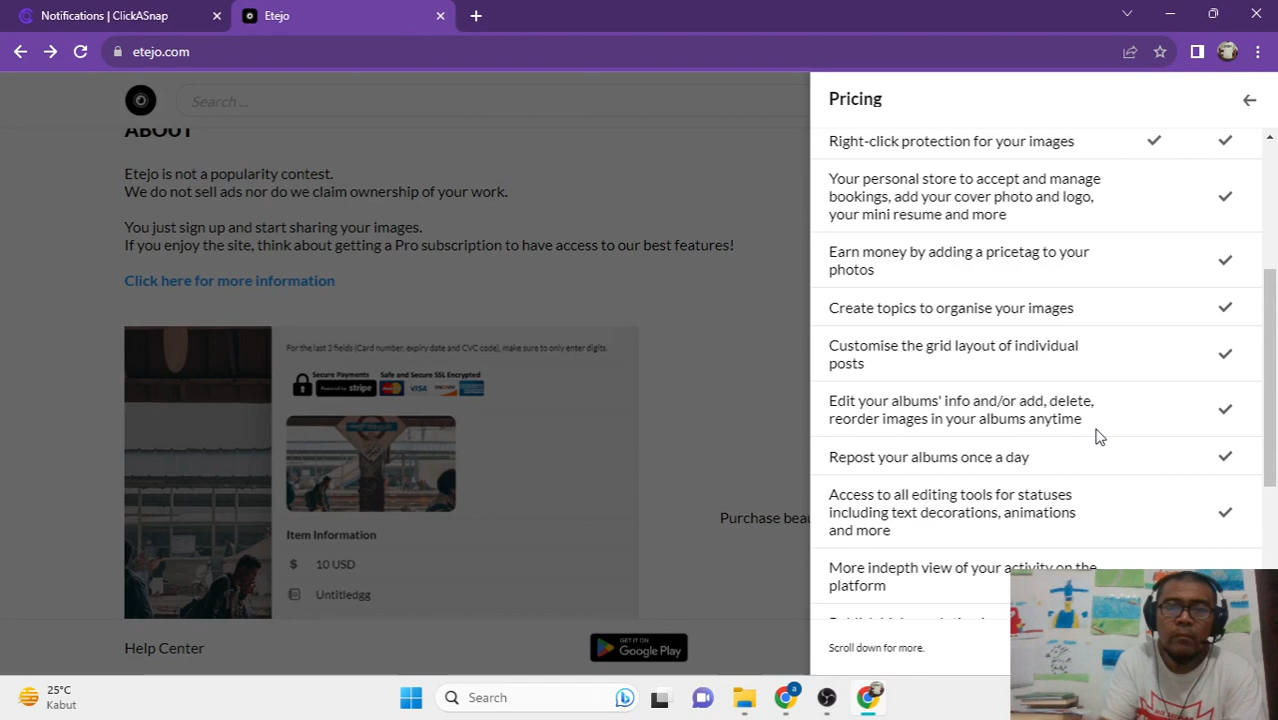 Notifications | ClickASnap
Etejo
etejo.com
Search ...
ABOUT
Etejo is not a popularity contest.
We do not sell ads nor do we claim ownership of your work.
You just sign up and start sharing your images.
If you enjoy the site, think about getting a Pro subscription to have access to our best features!
Click here for more information
For the last 3 fields (Card number, expiry date and CVC code), make sure to only enter digits.
Secure Payments Safe and Secure SSL Encrypted
Powered by stripe VISA
Item Information
$ 10 USD
Untitledgg
Purchase beau
Help Center
GET IT ON
Google Play
Pricing
Right-click protection for your images
Your personal store to accept and manage
bookings, add your cover photo and logo,
your mini resume and more
Earn money by adding a pricetag to your
photos
Create topics to organise your images
Customise the grid layout of individual
posts
Edit your albums' info and/or add, delete,
reorder images in your albums anytime
Repost your albums once a day
Access to all editing tools for statuses
including text decorations, animations
and more
More indepth view of your activity on the
platform
Scroll down for more.
25°C
Kabut
Search